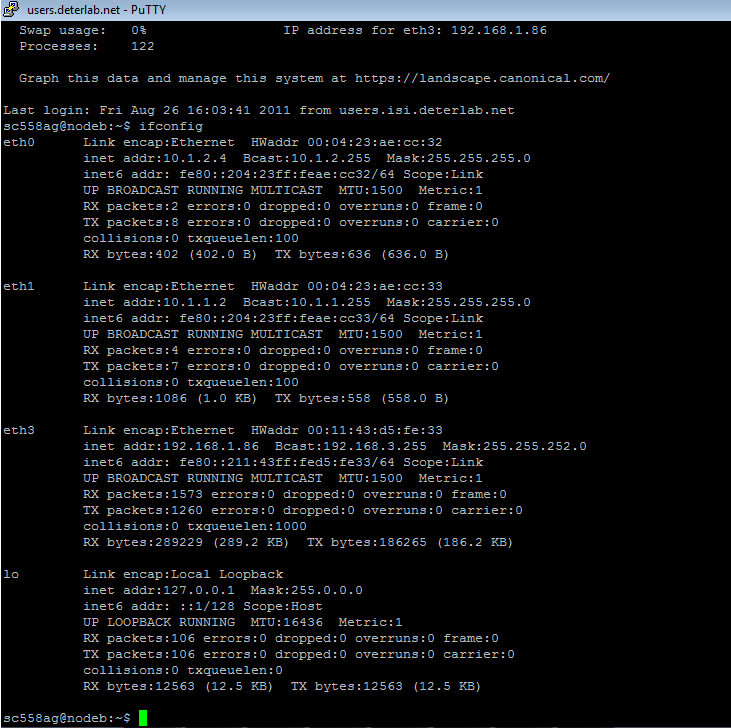 users.deterlab.net - PuTTY
Swap usage:   0%                 IP address for eth3: 192.168.1.86
Processes:    122

Graph this data and manage this system at https://landscape.canonical.com/

Last login: Fri Aug 26 16:03:41 2011 from users.isi.deterlab.net
sc558ag@nodeb:~$ ifconfig
eth0      Link encap:Ethernet  HWaddr 00:04:23:ae:cc:32
          inet addr:10.1.2.4  Bcast:10.1.2.255  Mask:255.255.255.0
          inet6 addr: fe80::204:23ff:feae:cc32/64 Scope:Link
          UP BROADCAST RUNNING MULTICAST  MTU:1500  Metric:1
          RX packets:2 errors:0 dropped:0 overruns:0 frame:0
          TX packets:8 errors:0 dropped:0 overruns:0 carrier:0
          collisions:0 txqueuelen:100
          RX bytes:402 (402.0 B)  TX bytes:636 (636.0 B)

eth1      Link encap:Ethernet  HWaddr 00:04:23:ae:cc:33
          inet addr:10.1.1.2  Bcast:10.1.1.255  Mask:255.255.255.0
          inet6 addr: fe80::204:23ff:feae:cc33/64 Scope:Link
          UP BROADCAST RUNNING MULTICAST  MTU:1500  Metric:1
          RX packets:4 errors:0 dropped:0 overruns:0 frame:0
          TX packets:7 errors:0 dropped:0 overruns:0 carrier:0
          collisions:0 txqueuelen:100
          RX bytes:1086 (1.0 KB)  TX bytes:558 (558.0 B)

eth3      Link encap:Ethernet  HWaddr 00:11:43:d5:fe:33
          inet addr:192.168.1.86  Bcast:192.168.3.255  Mask:255.255.252.0
          inet6 addr: fe80::211:43ff:fed5:fe33/64 Scope:Link
          UP BROADCAST RUNNING MULTICAST  MTU:1500  Metric:1
          RX packets:1573 errors:0 dropped:0 overruns:0 frame:0
          TX packets:1260 errors:0 dropped:0 overruns:0 carrier:0
          collisions:0 txqueuelen:1000
          RX bytes:289229 (289.2 KB)  TX bytes:186265 (186.2 KB)

lo        Link encap:Local Loopback
          inet addr:127.0.0.1  Mask:255.0.0.0
          inet6 addr: ::1/128 Scope:Host
          UP LOOPBACK RUNNING  MTU:16436  Metric:1
          RX packets:106 errors:0 dropped:0 overruns:0 frame:0
          TX packets:106 errors:0 dropped:0 overruns:0 carrier:0
          collisions:0 txqueuelen:0
          RX bytes:12563 (12.5 KB)  TX bytes:12563 (12.5 KB)

sc558ag@nodeb:~$